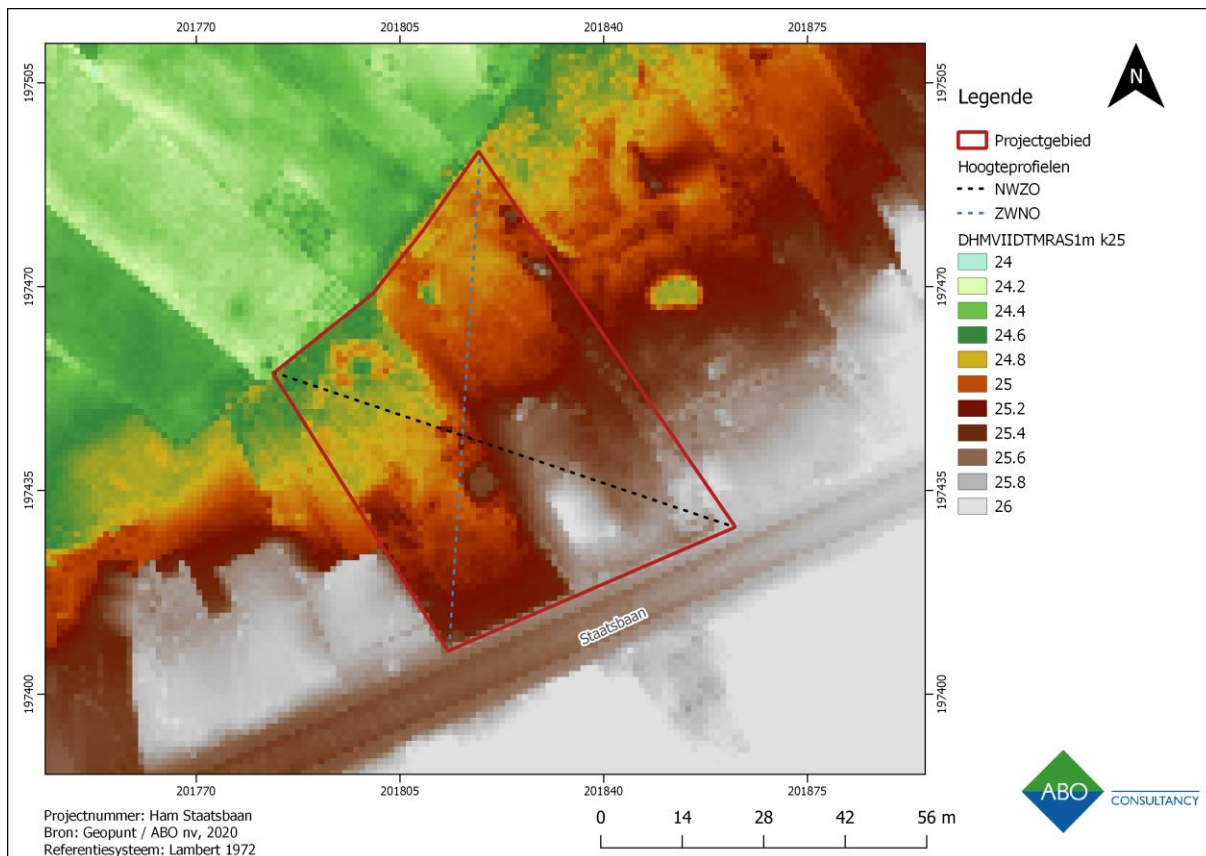 201770 201805 201840 201875
197505 197505
197470 197470
197435 197435
197400 197400
Staatsbaan
201770 201805 201840 201875
N
Legende
Projectgebied
Hoogteprofielen
NWZO
ZWNO
DHMVIIDTMRAS1m k25
24
24.2
24.4
24.6
24.8
25
25.2
25.4
25.6
25.8
26
Projectnummer: Ham Staatsbaan
Bron: Geopunt / ABO nv, 2020
Referentiesysteem: Lambert 1972
0 14 28 42 56 m
ABO CONSULTANCY